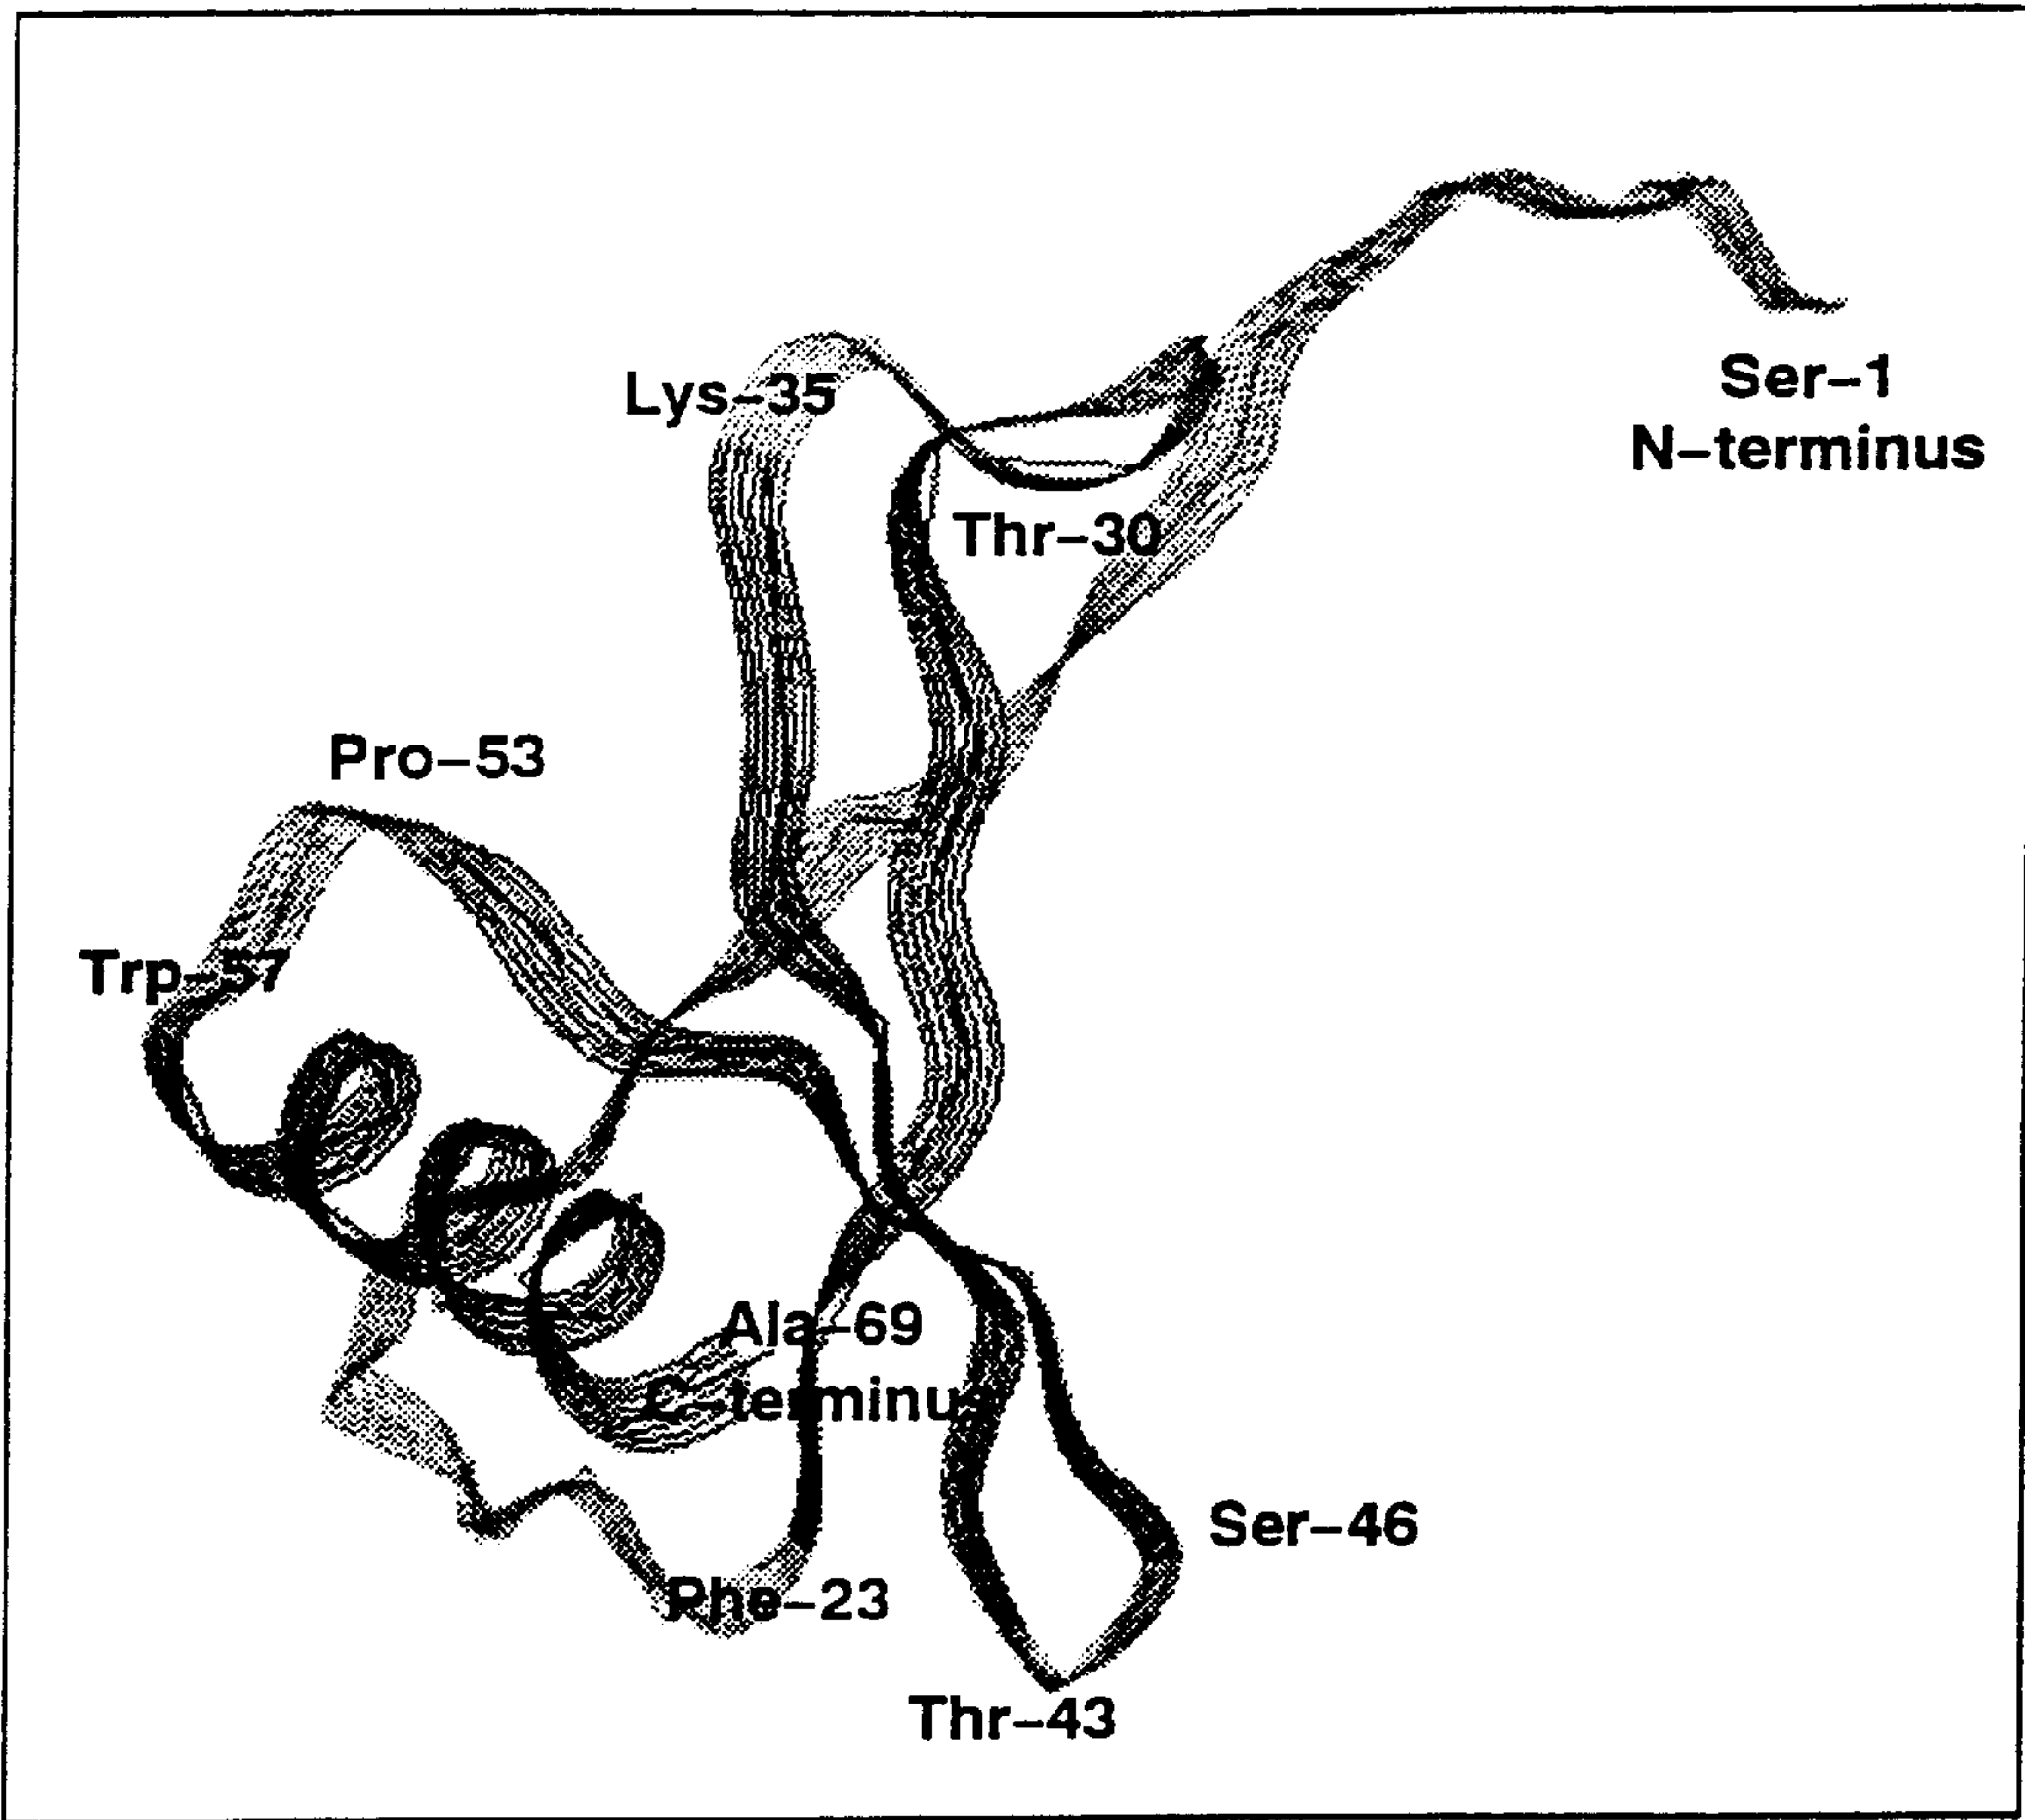 Ser-1
N-terminus
Lys-35
Thr-30
Pro-53
Trp-57
Ala-69
C-terminus
Ser-46
Phe-23
Thr-43